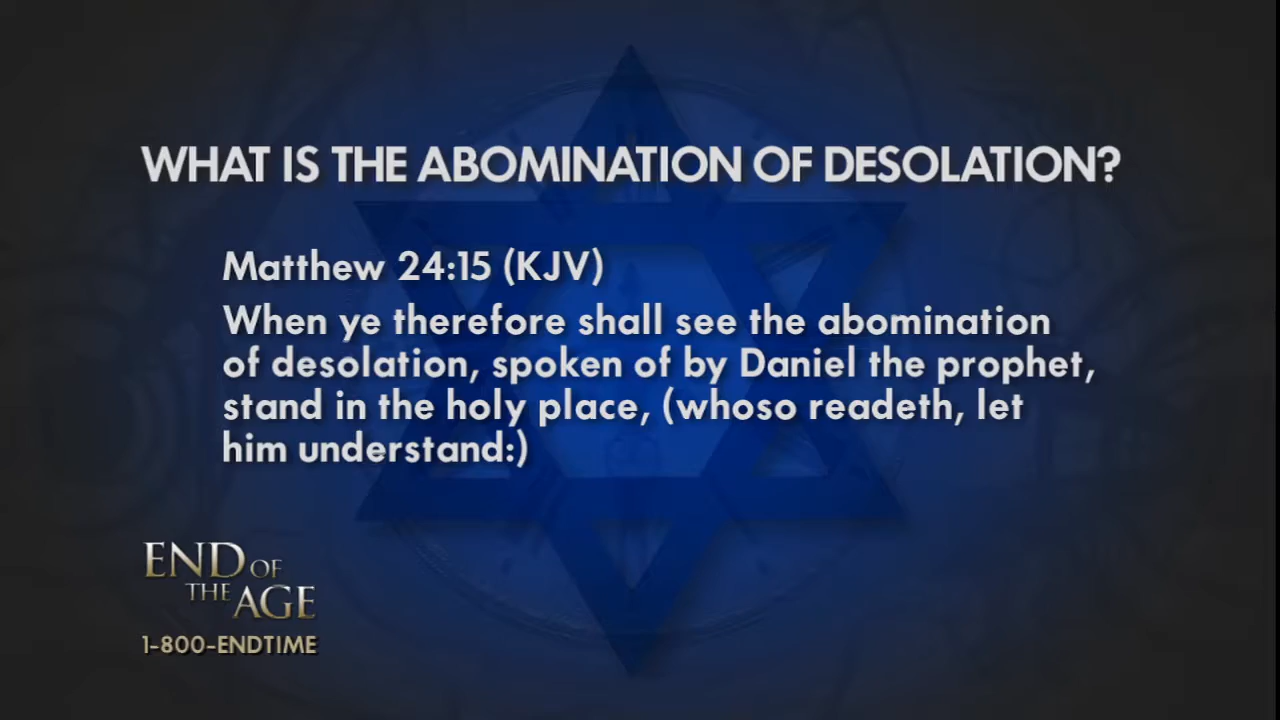 WHAT IS THE ABOMINATION OF DESOLATION?
Matthew 24:15 (KJV)
When ye therefore shall see the abomination
of desolation, spoken of by Daniel the prophet,
stand in the holy place, (whoso readeth, let
him understand:)
END OF
THE AGE
1-800-ENDTIME